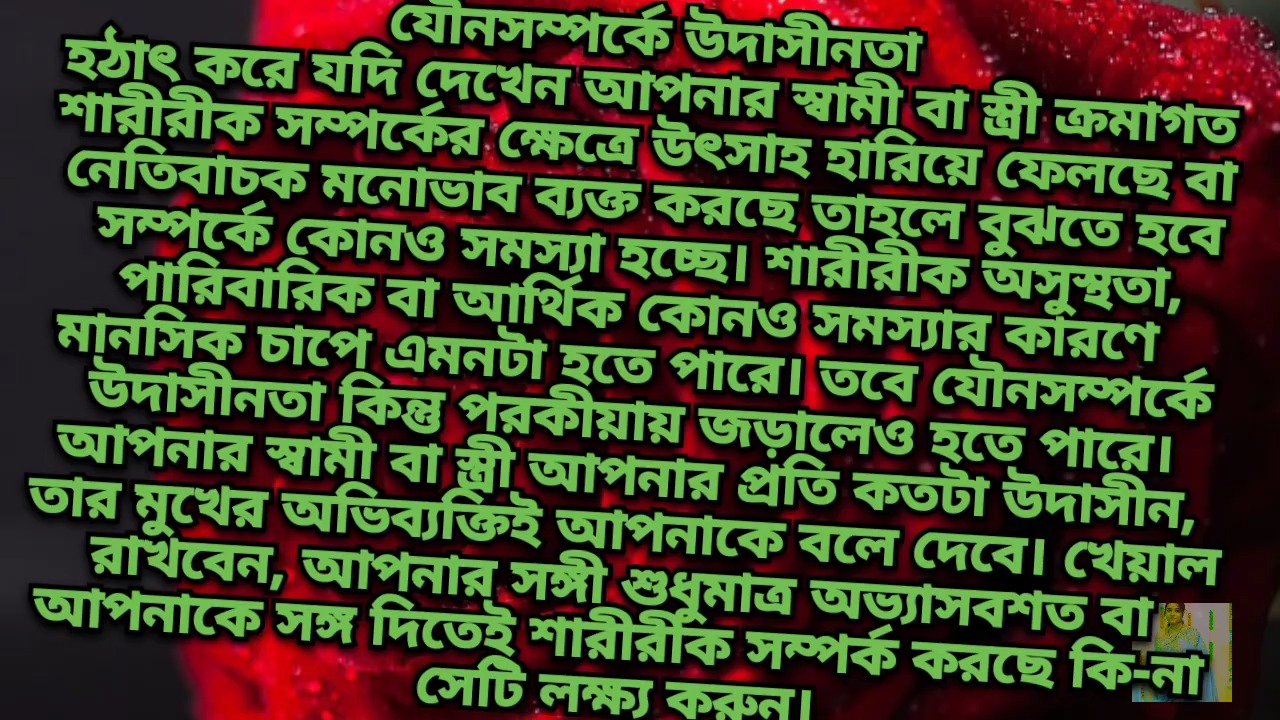 যৌনসম্পর্কে উদাসীনতা
হঠাৎ করে যদি দেখেন আপনার স্বামী বা স্ত্রী ক্রমাগত
শারীরীক সম্পর্কের ক্ষেত্রে উৎসাহ হারিয়ে ফেলছে বা
নেতিবাচক মনোভাব ব্যক্ত করছে তাহলে বুঝতে হবে
সম্পর্কে কোনও সমস্যা হচ্ছে। শারীরীক অসুস্থতা,
পারিবারিক বা আর্থিক কোনও সমস্যার কারণে
মানসিক চাপে এমনটা হতে পারে। তবে যৌনসম্পর্কে
উদাসীনতা কিন্তু পরকীয়ায় জড়ালেও হতে পারে।
আপনার স্বামী বা স্ত্রী আপনার প্রতি কতটা উদাসীন,
তার মুখের অভিব্যক্তিই আপনাকে বলে দেবে। খেয়াল
রাখবেন, আপনার সঙ্গী শুধুমাত্র অভ্যাসবশত বা
আপনাকে সঙ্গ দিতেই শারীরীক সম্পর্ক করছে কি-না
সেটি লক্ষ্য করুন।